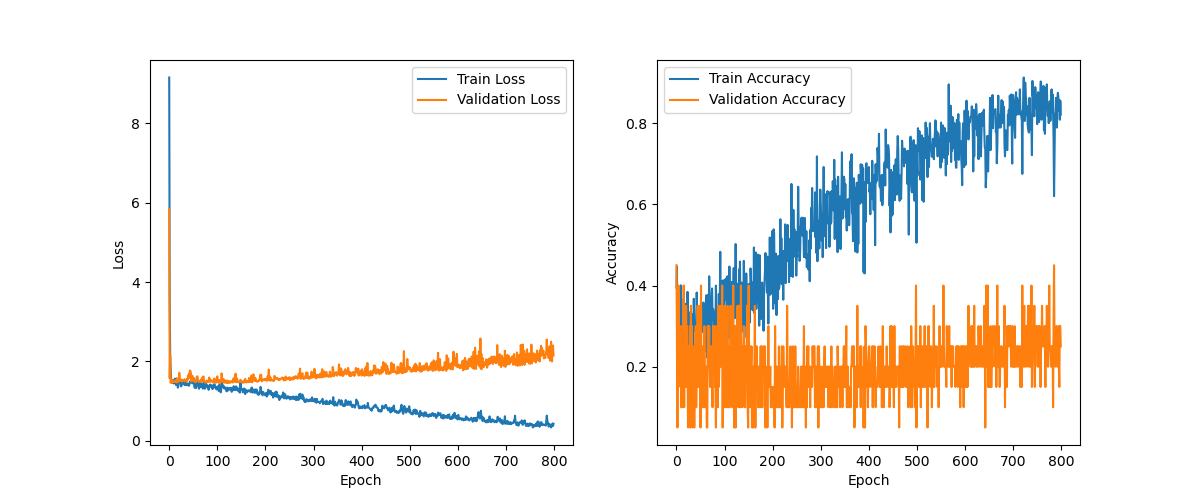 Train Loss
Validation Loss
8
6
4
2
0
Loss
0 100 200 300 400 500 600 700 800
Epoch
Train Accuracy
Validation Accuracy
0.8
0.6
0.4
0.2
Accuracy
0 100 200 300 400 500 600 700 800
Epoch